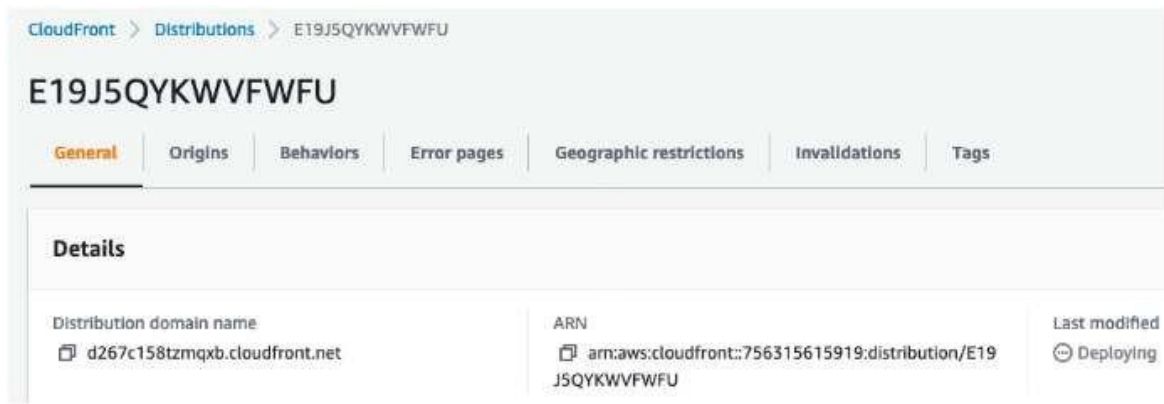 CloudFront > Distributions > E19J5QYKWVFWFU
E19J5QYKWVFWFU
General Origins Behaviors Error pages Geographic restrictions Invalidations Tags
Details
Distribution domain name ARN Last modified
d267c158tzmqxb.cloudfront.net arn:aws:cloudfront::756315615919:distribution/E19 Deploying
J5QYKWVFWFU